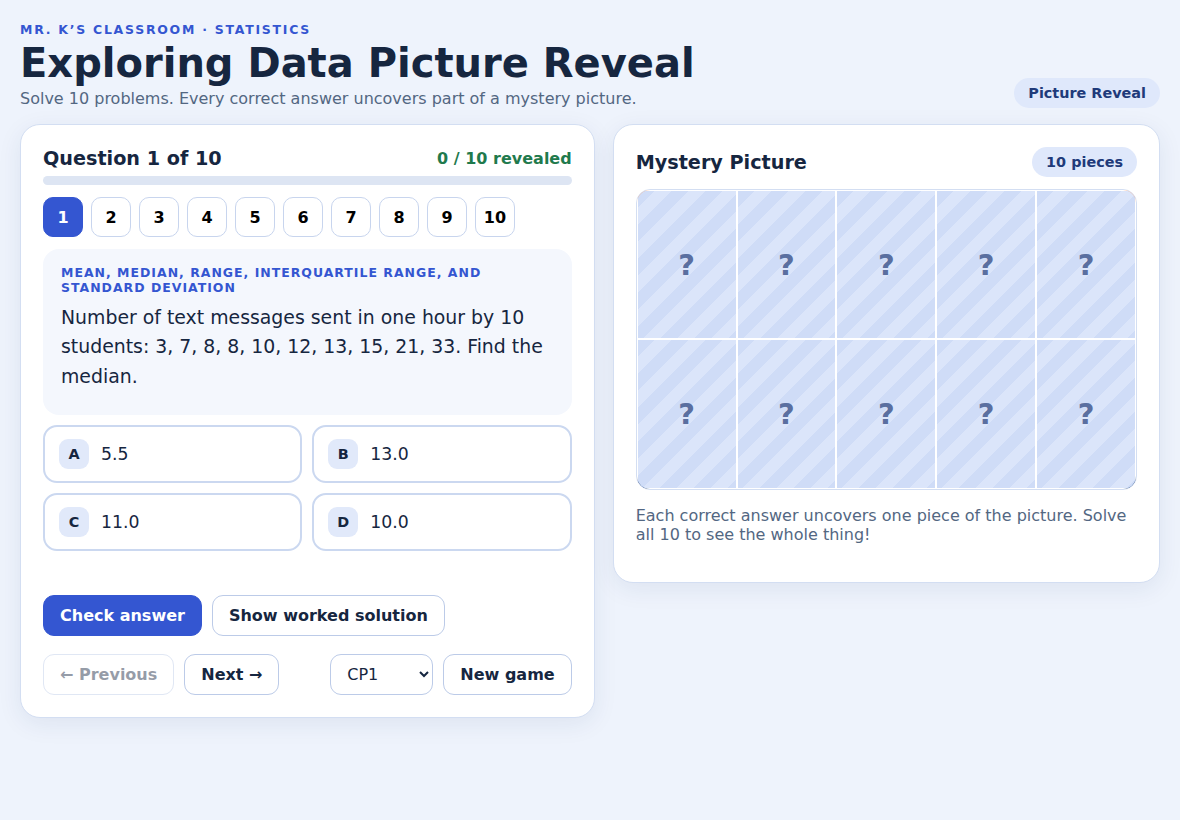 MR. K’S CLASSROOM · STATISTICS
Exploring Data Picture Reveal
Solve 10 problems. Every correct answer uncovers part of a mystery picture.
Picture Reveal
Question 1 of 10
0 / 10 revealed
1 2 3 4 5 6 7 8 9 10
MEAN, MEDIAN, RANGE, INTERQUARTILE RANGE, AND
STANDARD DEVIATION
Number of text messages sent in one hour by 10
students: 3, 7, 8, 8, 10, 12, 13, 15, 21, 33. Find the
median.
A 5.5
B 13.0
C 11.0
D 10.0
Check answer
Show worked solution
← Previous
Next →
CP1
New game
Mystery Picture
10 pieces
? ? ? ? ?
? ? ? ? ?
Each correct answer uncovers one piece of the picture. Solve
all 10 to see the whole thing!